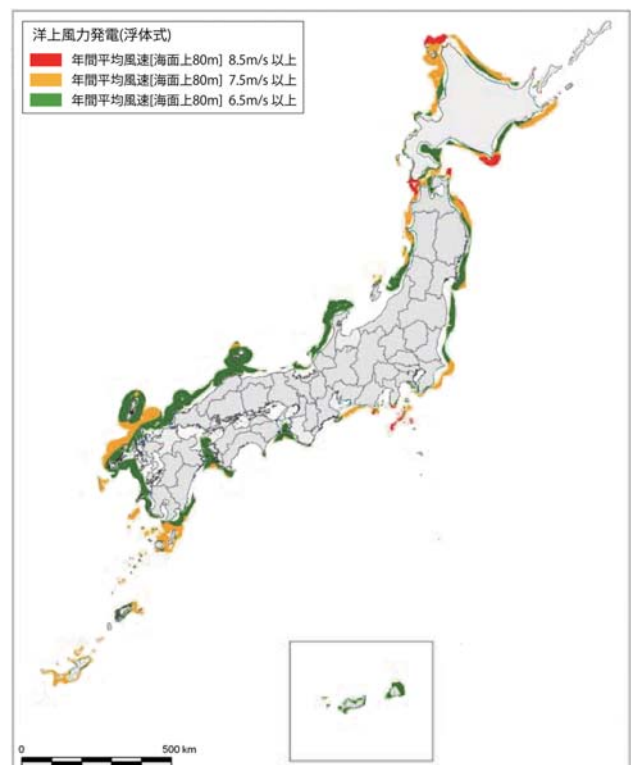 洋上風力発電(浮体式)
年間平均風速[海面上80m] 8.5m/s 以上
年間平均風速[海面上80m] 7.5m/s 以上
年間平均風速[海面上80m] 6.5m/s 以上
0 500 km